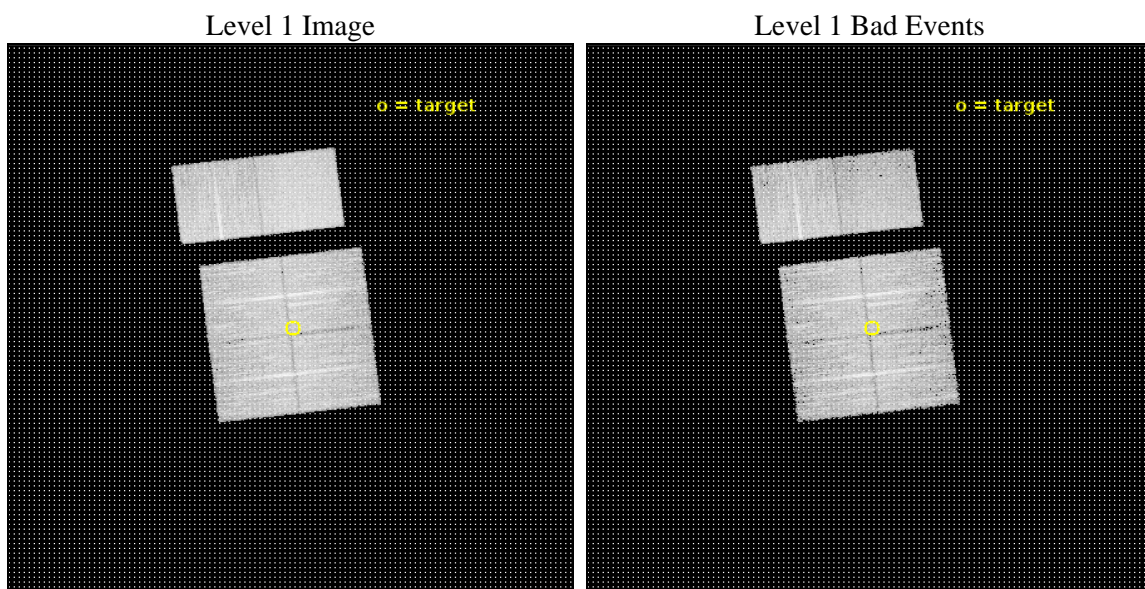 Level 1 Image
Level 1 Bad Events
o = target
o = target